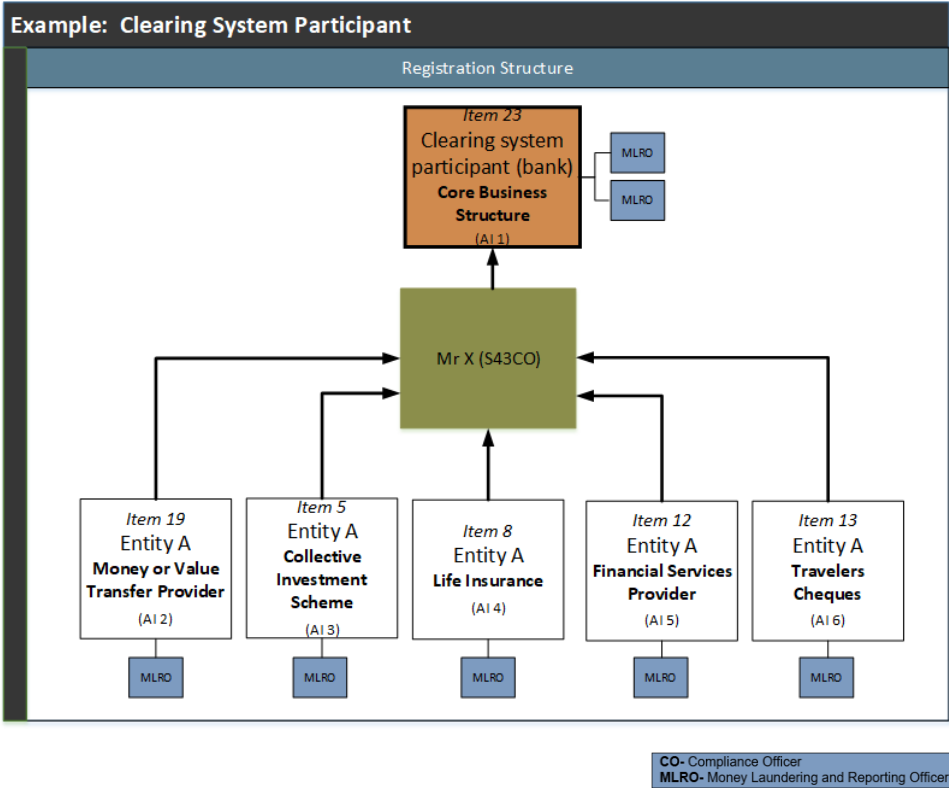 Example:  Clearing System Participant
Registration Structure
Item 23
Clearing system
participant (bank)
Core Business
Structure
(AI 1)
MLRO
MLRO
Mr X (S43CO)
Item 19
Entity A
Money or Value
Transfer Provider
(AI 2)
MLRO
Item 5
Entity A
Collective
Investment
Scheme
(AI 3)
MLRO
Item 8
Entity A
Life Insurance
(AI 4)
MLRO
Item 12
Entity A
Financial Services
Provider
(AI 5)
MLRO
Item 13
Entity A
Travelers
Cheques
(AI 6)
MLRO
CO- Compliance Officer
MLRO- Money Laundering and Reporting Officer